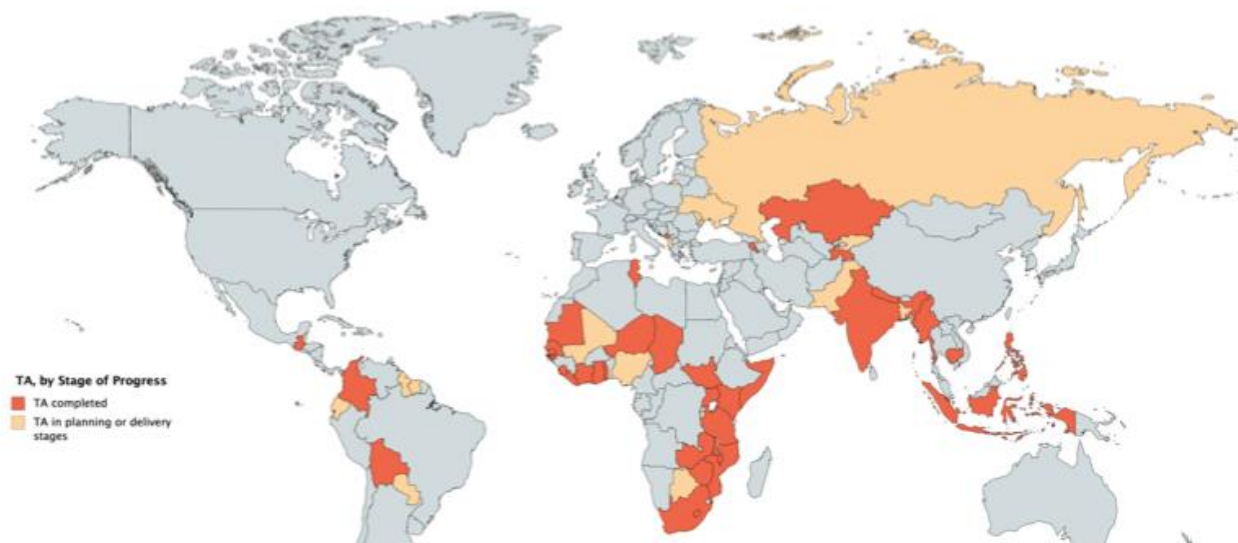 TA, by Stage of Progress
TA completed
TA in planning or delivery
stages